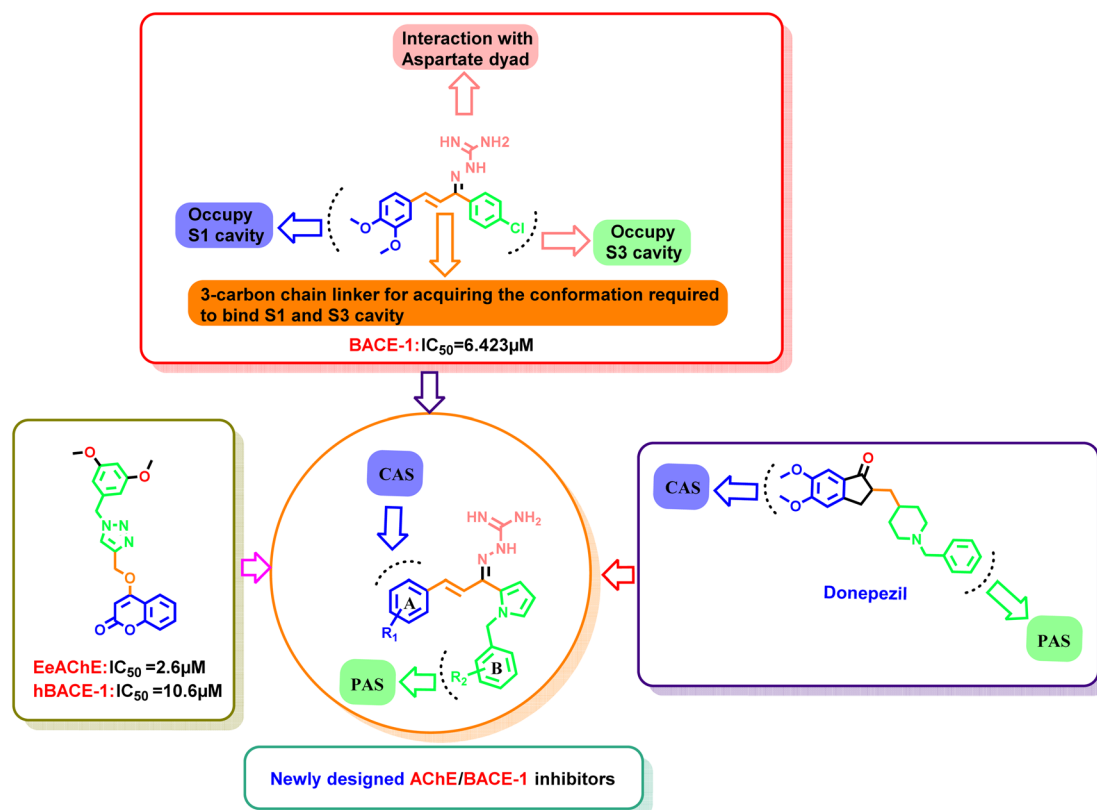 Interaction with
Aspartate dyad
HN
NH2
NH
N
O
O
Cl
Occupy
S1 cavity
Occupy
S3 cavity
3-carbon chain linker for acquiring the conformation required
to bind S1 and S3 cavity
BACE-1:IC50=6.423µM
O
O
N
N
N
O
O
O
EeAChE:IC50 =2.6µM
hBACE-1:IC50 =10.6µM
CAS
HN
NH2
NH
N
A
R1
N
B
R2
PAS
CAS
O
O
O
N
Donepezil
PAS
Newly designed AChE/BACE-1 inhibitors